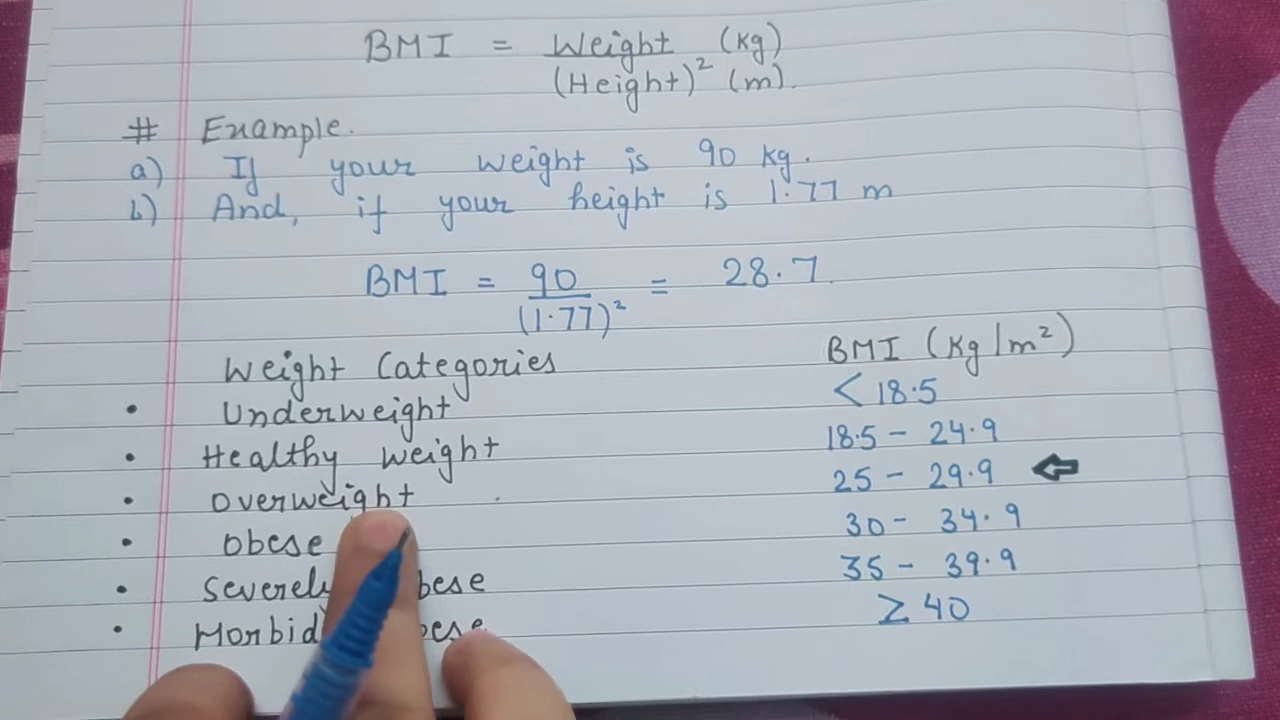 BMI = Weight (Kg)
(Height)² (m).
# Example.
a) If your weight is 90 kg.
b) And, if your height is 1.77 m
BMI = 90 = 28.7
(1.77)²
Weight Categories BMI (Kg/m²)
• Underweight < 18.5
• Healthy weight 18.5 - 24.9
• Overweight 25 - 29.9
• Obese 30 - 34.9
• Severely 35 - 39.9
• ≥ 40